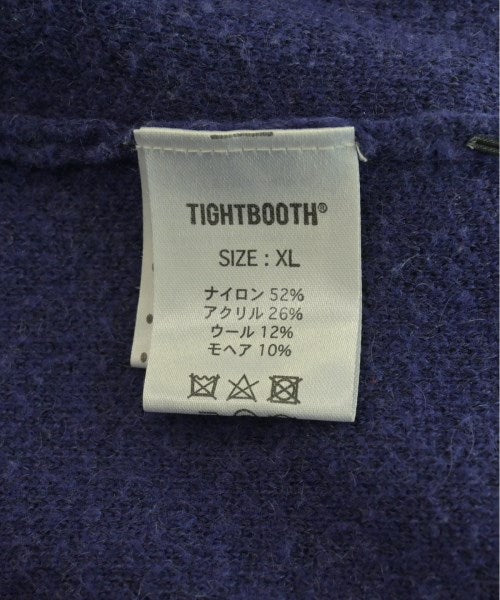 TIGHTBOOTH®
SIZE : XL
ナイロン 52%
アクリル 26%
ウール 12%
モヘア 10%